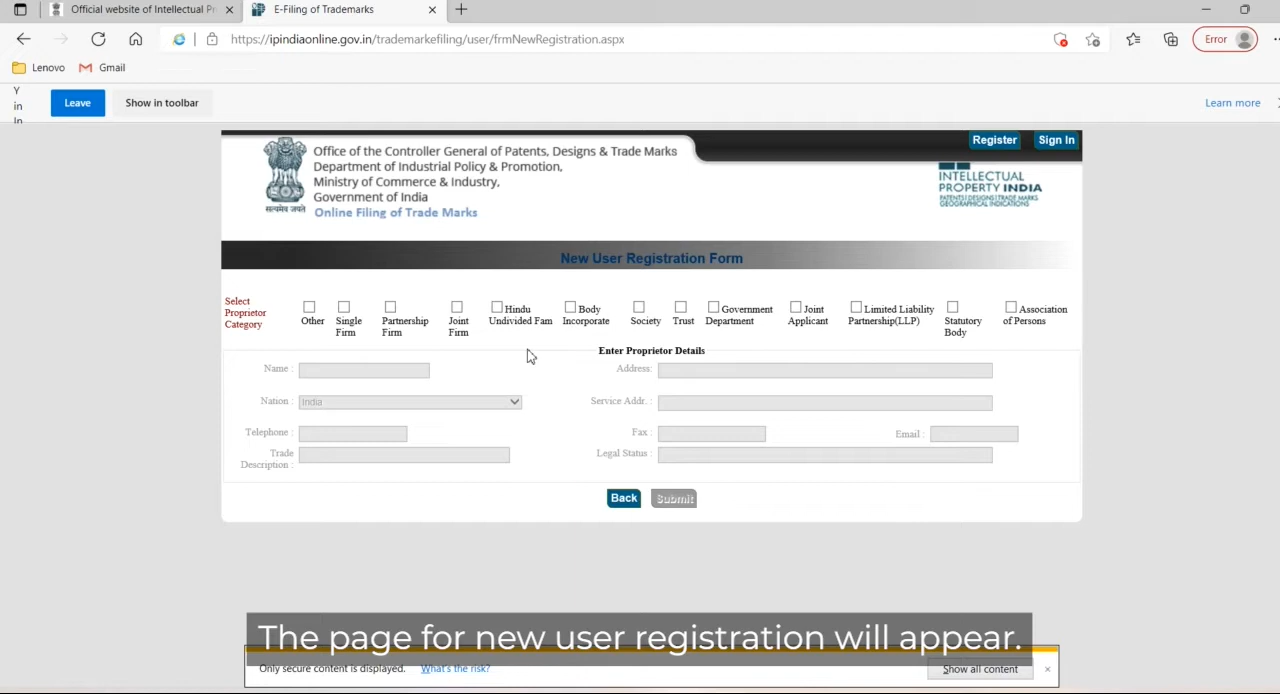 Official website of Intellectual Pr
E-Filing of Trademarks
https://ipindiaonline.gov.in/trademarkefiling/user/frmNewRegistration.aspx
Error
Lenovo
Gmail
Y
in
In
Leave
Show in toolbar
Learn more
Register
Sign In
Office of the Controller General of Patents, Designs & Trade Marks
Department of Industrial Policy & Promotion,
Ministry of Commerce & Industry,
Government of India
Online Filing of Trade Marks
सत्यमेव जयते
INTELLECTUAL
PROPERTY INDIA
PATENTS | DESIGNS | TRADE MARKS
GEOGRAPHICAL INDICATIONS
New User Registration Form
Select
Proprietor
Category
Other
Single
Firm
Partnership
Firm
Joint
Firm
Hindu
Undivided Fam
Body
Incorporate
Society
Trust
Government
Department
Joint
Applicant
Limited Liability
Partnership(LLP)
Statutory
Body
Association
of Persons
Enter Proprietor Details
Name :
Address:
Nation :
India
Service Addr. :
Telephone :
Fax :
Email :
Trade
Description :
Legal Status :
Back
Submit
The page for new user registration will appear.
Only secure content is displayed.
What's the risk?
Show all content